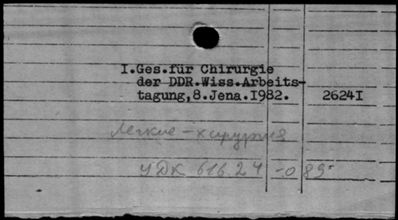 I.Ges.für Chirurgie
der DDR.Wiss.Arbeits-
tagung,8.Jena.I982. 2624I
легкие - хирургия
УДК 616.24 -089